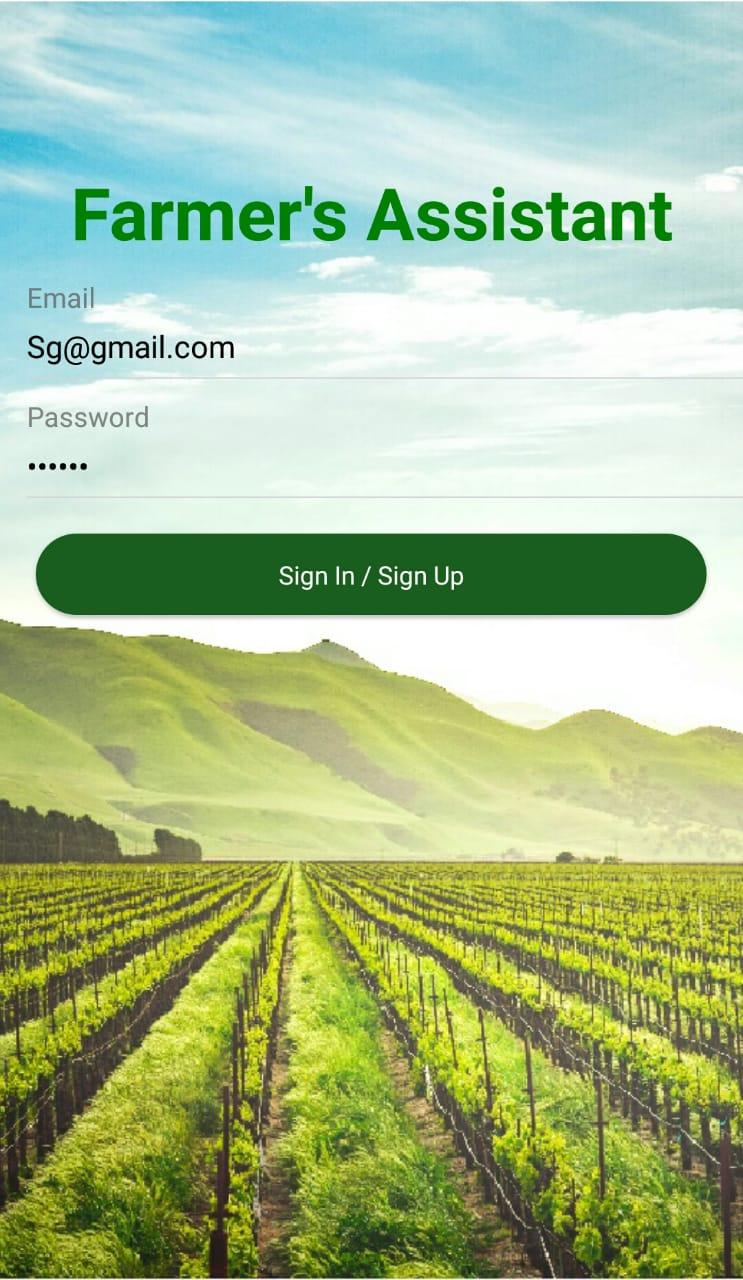 Farmer's Assistant
Email
Sg@gmail.com
Password
••••••
Sign In / Sign Up